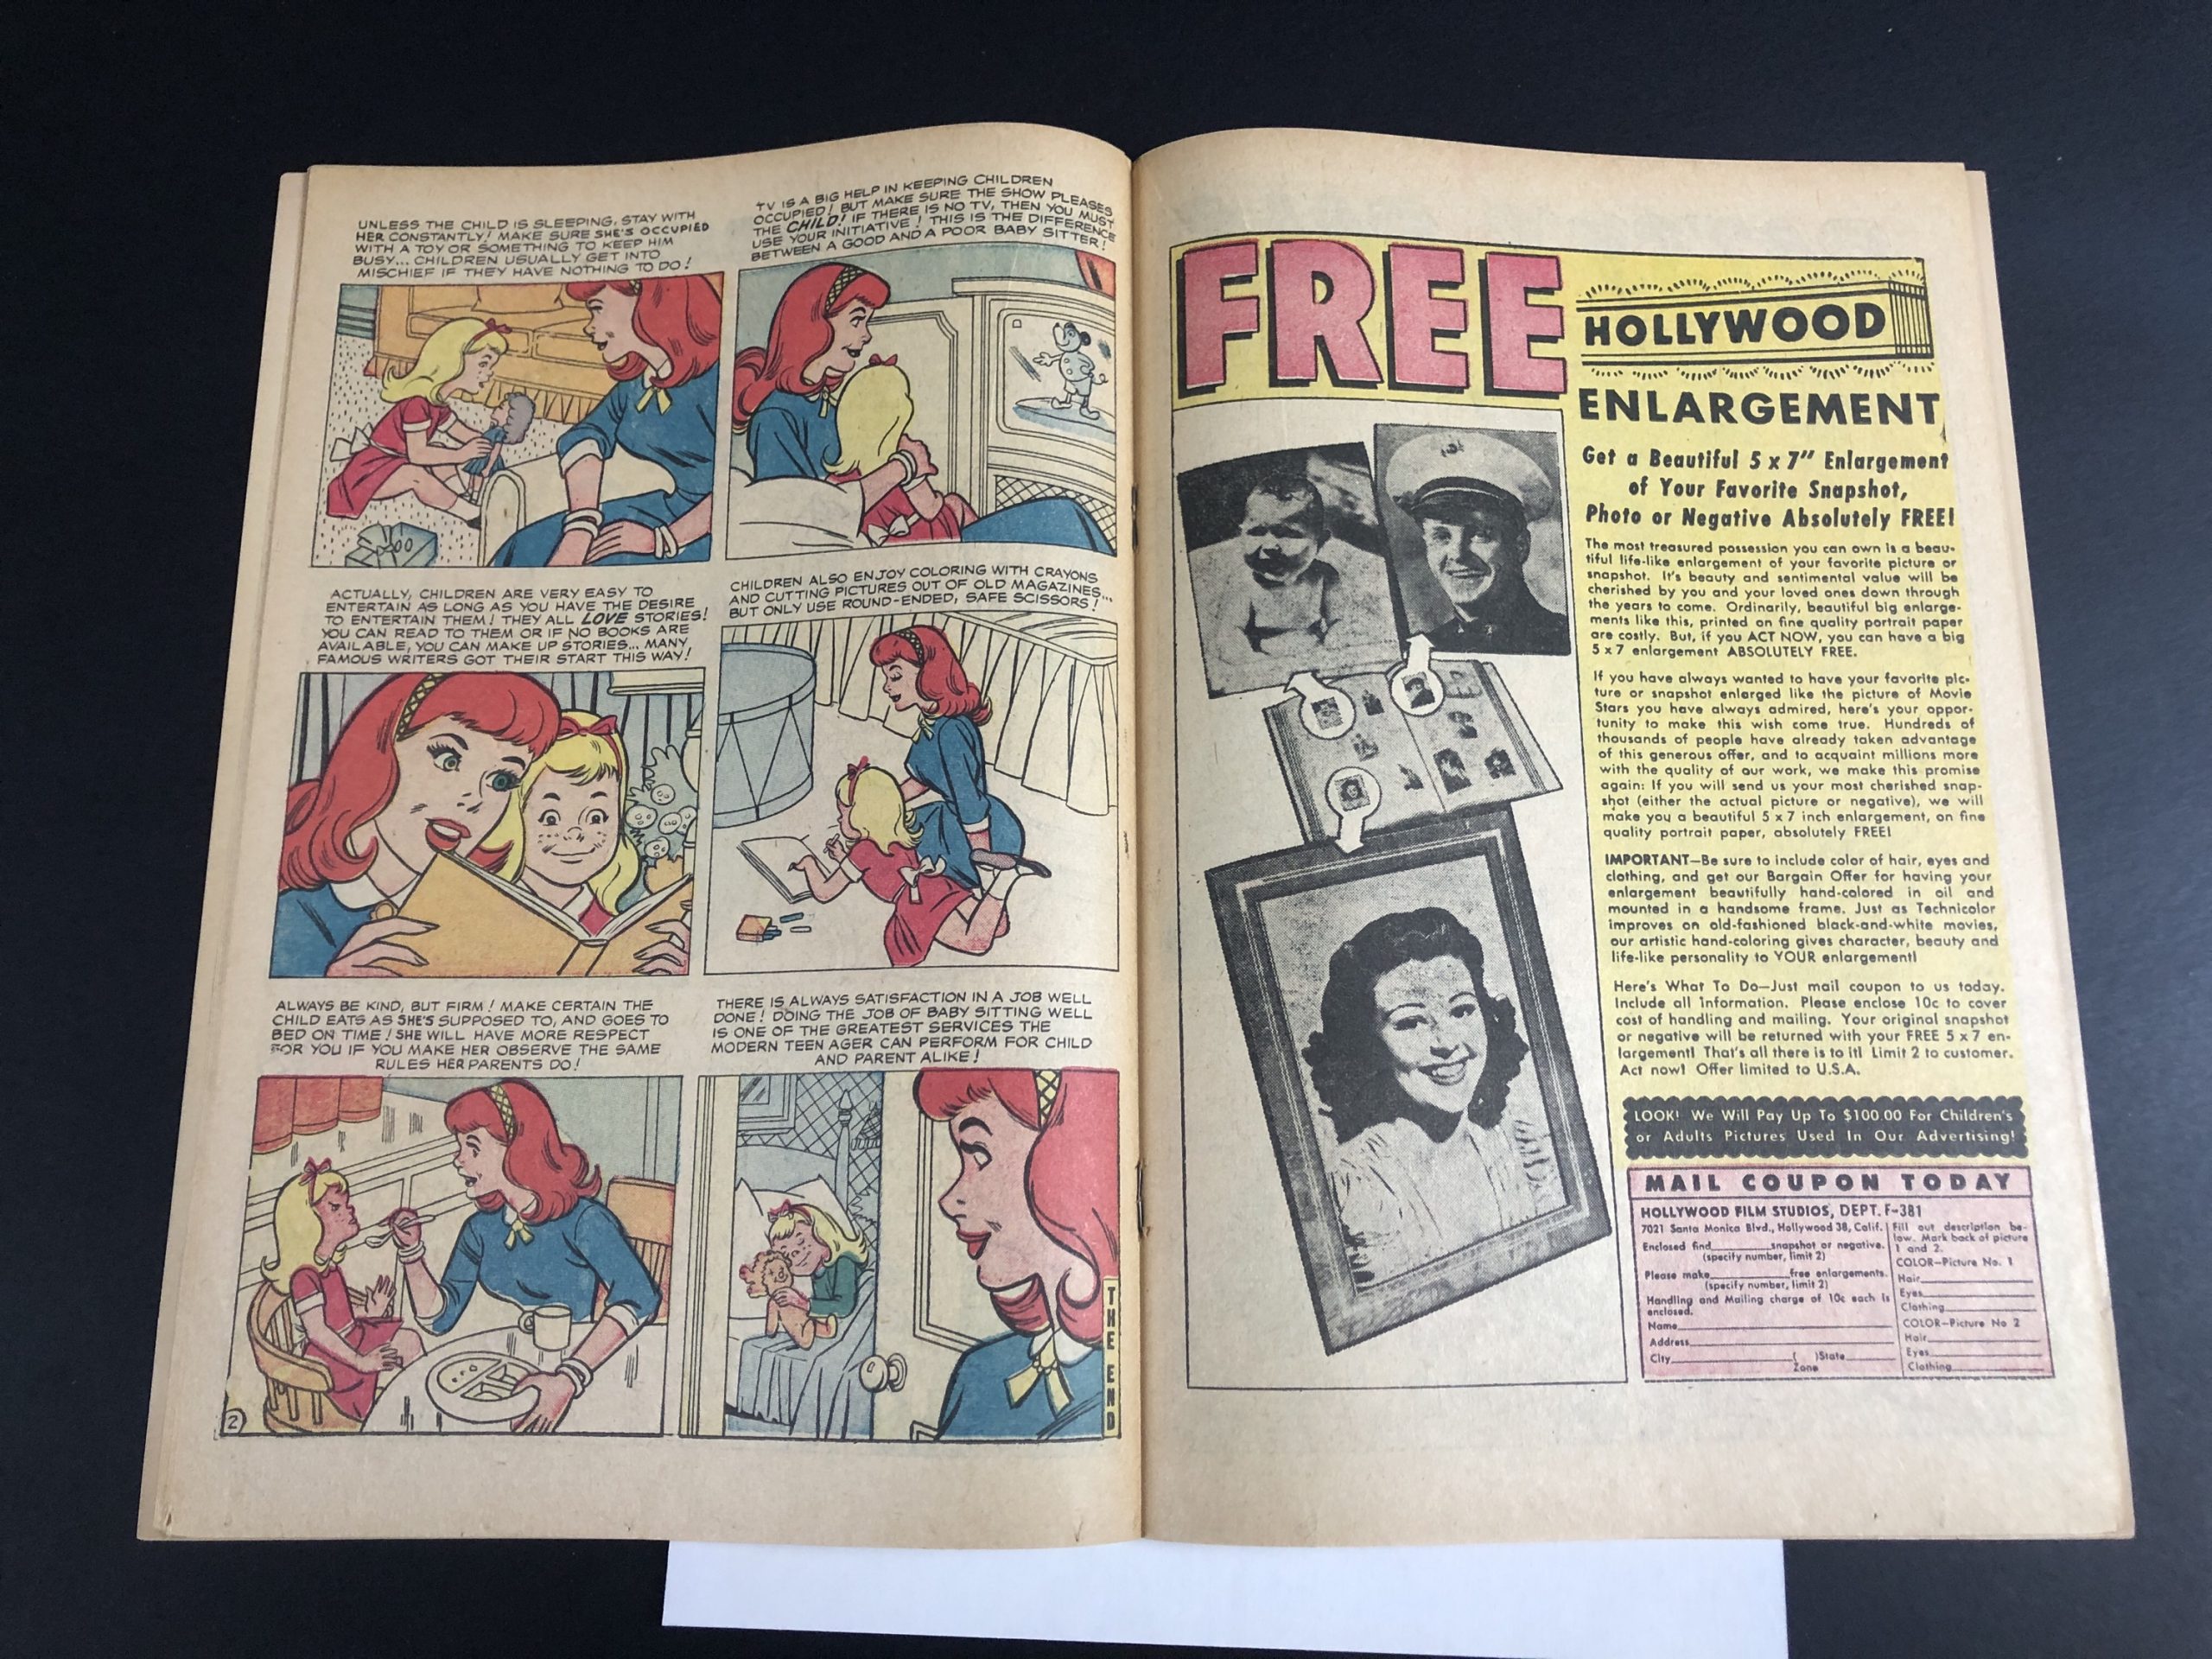 UNLESS THE CHILD IS SLEEPING, STAY WITH
HER CONSTANTLY! MAKE SURE SHE'S OCCUPIED
WITH A TOY OR SOMETHING TO KEEP HIM
BUSY... CHILDREN USUALLY GET INTO
MISCHIEF IF THEY HAVE NOTHING TO DO!
TV IS A BIG HELP IN KEEPING CHILDREN
OCCUPIED! BUT MAKE SURE THE SHOW PLEASES
THE CHILD! IF THERE IS NO TV, THEN YOU MUST
USE YOUR INITIATIVE! THIS IS THE DIFFERENCE
BETWEEN A GOOD AND A POOR BABY SITTER!
ACTUALLY, CHILDREN ARE VERY EASY TO
ENTERTAIN AS LONG AS YOU HAVE THE DESIRE
TO ENTERTAIN THEM! THEY ALL LOVE STORIES!
YOU CAN READ TO THEM OR IF NO BOOKS ARE
AVAILABLE, YOU CAN MAKE UP STORIES... MANY
FAMOUS WRITERS GOT THEIR START THIS WAY!
CHILDREN ALSO ENJOY COLORING WITH CRAYONS
AND CUTTING PICTURES OUT OF OLD MAGAZINES...
BUT ONLY USE ROUND-ENDED, SAFE SCISSORS!
ALWAYS BE KIND, BUT FIRM! MAKE CERTAIN THE
CHILD EATS AS SHE'S SUPPOSED TO, AND GOES TO
BED ON TIME! SHE WILL HAVE MORE RESPECT
FOR YOU IF YOU MAKE HER OBSERVE THE SAME
RULES HER PARENTS DO!
THERE IS ALWAYS SATISFACTION IN A JOB WELL
DONE! DOING THE JOB OF BABY SITTING WELL
IS ONE OF THE GREATEST SERVICES THE
MODERN TEEN AGER CAN PERFORM FOR CHILD
AND PARENT ALIKE!
THE END
2
FREE
HOLLYWOOD
ENLARGEMENT
Get a Beautiful 5 x 7" Enlargement
of Your Favorite Snapshot,
Photo or Negative Absolutely FREE!
The most treasured possession you can own is a beau-
tiful life-like enlargement of your favorite picture or
snapshot. It's beauty and sentimental value will be
cherished by you and your loved ones down through
the years to come. Ordinarily, beautiful big enlarge-
ments like this, printed on fine quality portrait paper
are costly. But, if you ACT NOW, you can have a big
5 x 7 enlargement ABSOLUTELY FREE.
If you have always wanted to have your favorite pic-
ture or snapshot enlarged like the picture of Movie
Stars you have always admired, here's your oppor-
tunity to make this wish come true. Hundreds of
thousands of people have already taken advantage
of this generous offer, and to acquaint millions more
with the quality of our work, we make this promise
again: If you will send us your most cherished snap-
shot (either the actual picture or negative), we will
make you a beautiful 5 x 7 inch enlargement, on fine
quality portrait paper, absolutely FREE!
IMPORTANT—Be sure to include color of hair, eyes and
clothing, and get our Bargain Offer for having your
enlargement beautifully hand-colored in oil and
mounted in a handsome frame. Just as Technicolor
improves on old-fashioned black-and-white movies,
our artistic hand-coloring gives character, beauty and
life-like personality to YOUR enlargement!
Here's What To Do—Just mail coupon to us today.
Include all information. Please enclose 10c to cover
cost of handling and mailing. Your original snapshot
or negative will be returned with your FREE 5 x 7 en-
largement! That's all there is to it! Limit 2 to customer.
Act now! Offer limited to U.S.A.
LOOK! We Will Pay Up To $100 00 For Children's
or Adults Pictures Used In Our Advertising!
MAIL COUPON TODAY
HOLLYWOOD FILM STUDIOS, DEPT. F-381
7021 Santa Monica Blvd., Hollywood 38, Calif.
Enclosed find______snapshot or negative.
(specify number, limit 2)
Please make______free enlargements.
(specify number, limit 2)
Handling and Mailing charge of 10c each is
enclosed.
Name
Address
City ( )State
Zone
Fill out description be-
low. Mark back of picture
1 and 2.
COLOR—Picture No. 1
Hair
Eyes
Clothing
COLOR—Picture No 2
Hair
Eyes
Clothing